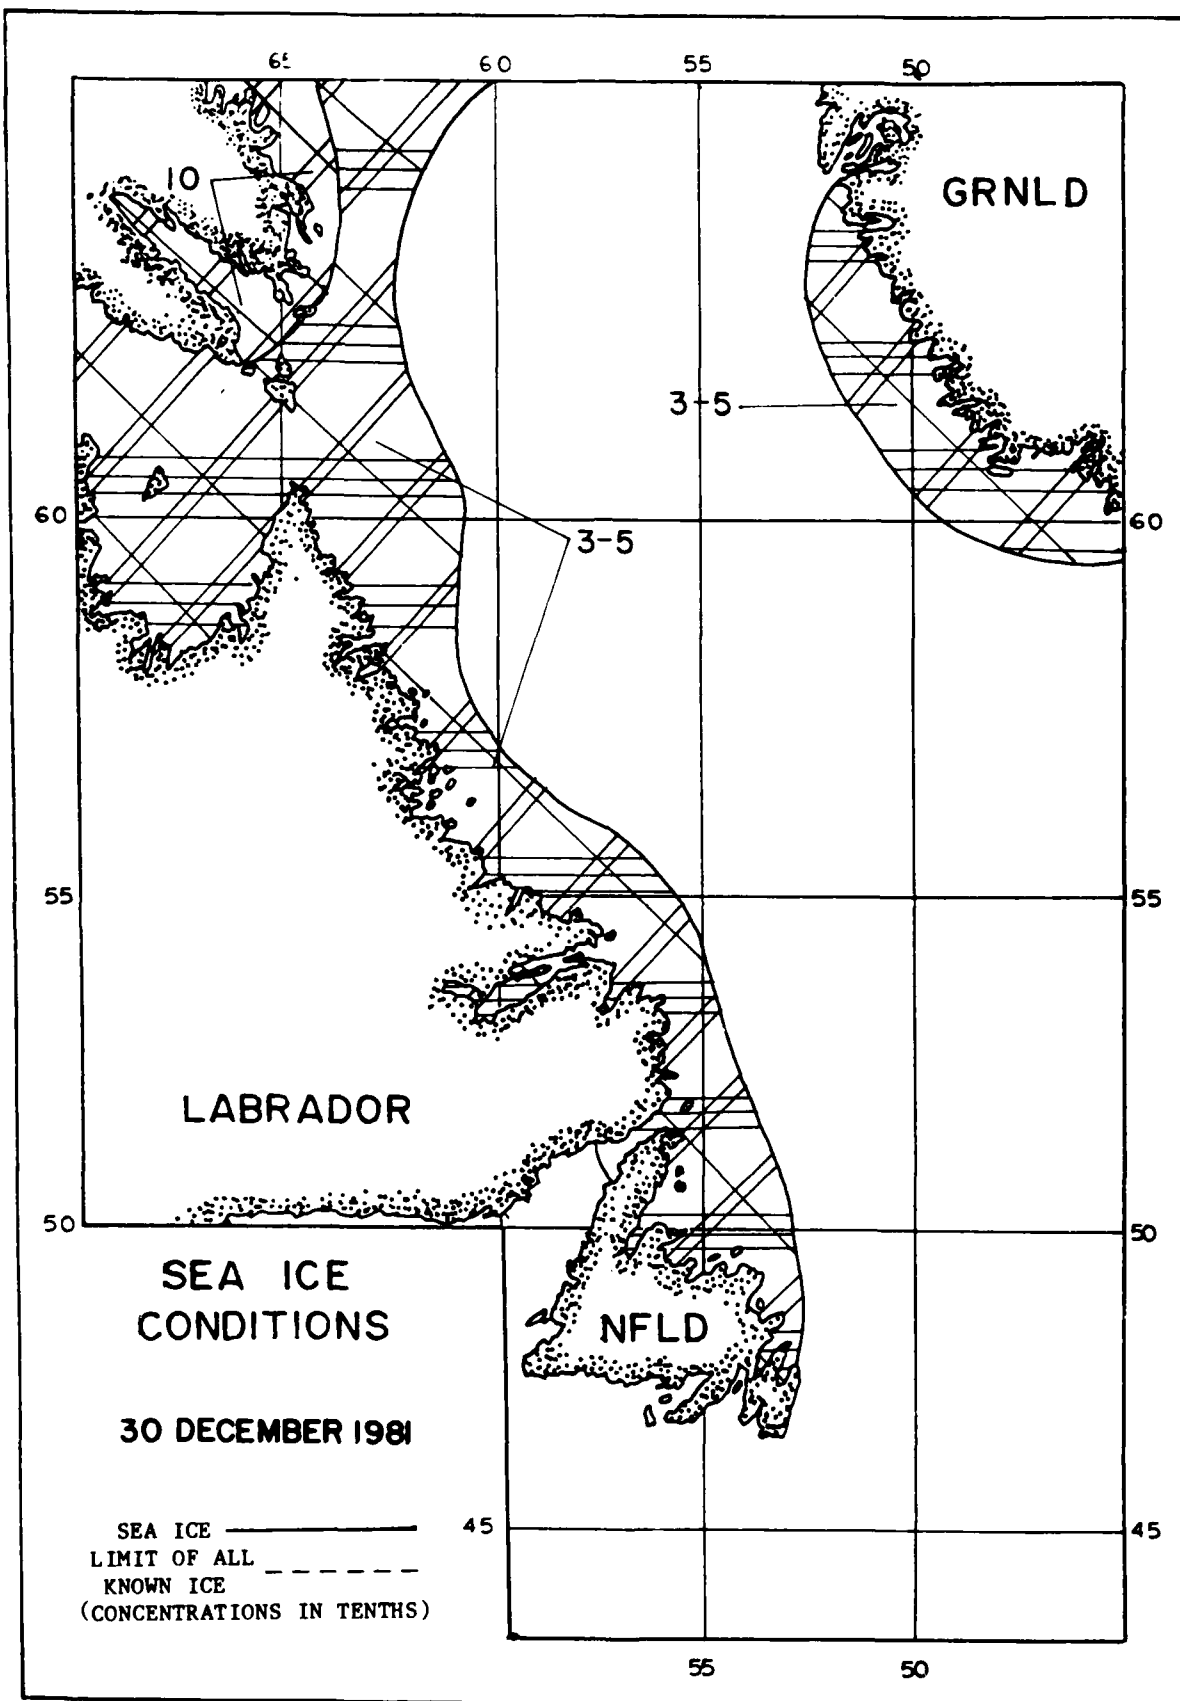 65 60 55 50
10
GRNLD
3-5
3-5
60 60
55 55
LABRADOR
50 50
SEA ICE
CONDITIONS
NFLD
30 DECEMBER 1981
SEA ICE
45 45
LIMIT OF ALL
KNOWN ICE
(CONCENTRATIONS IN TENTHS)
55 50